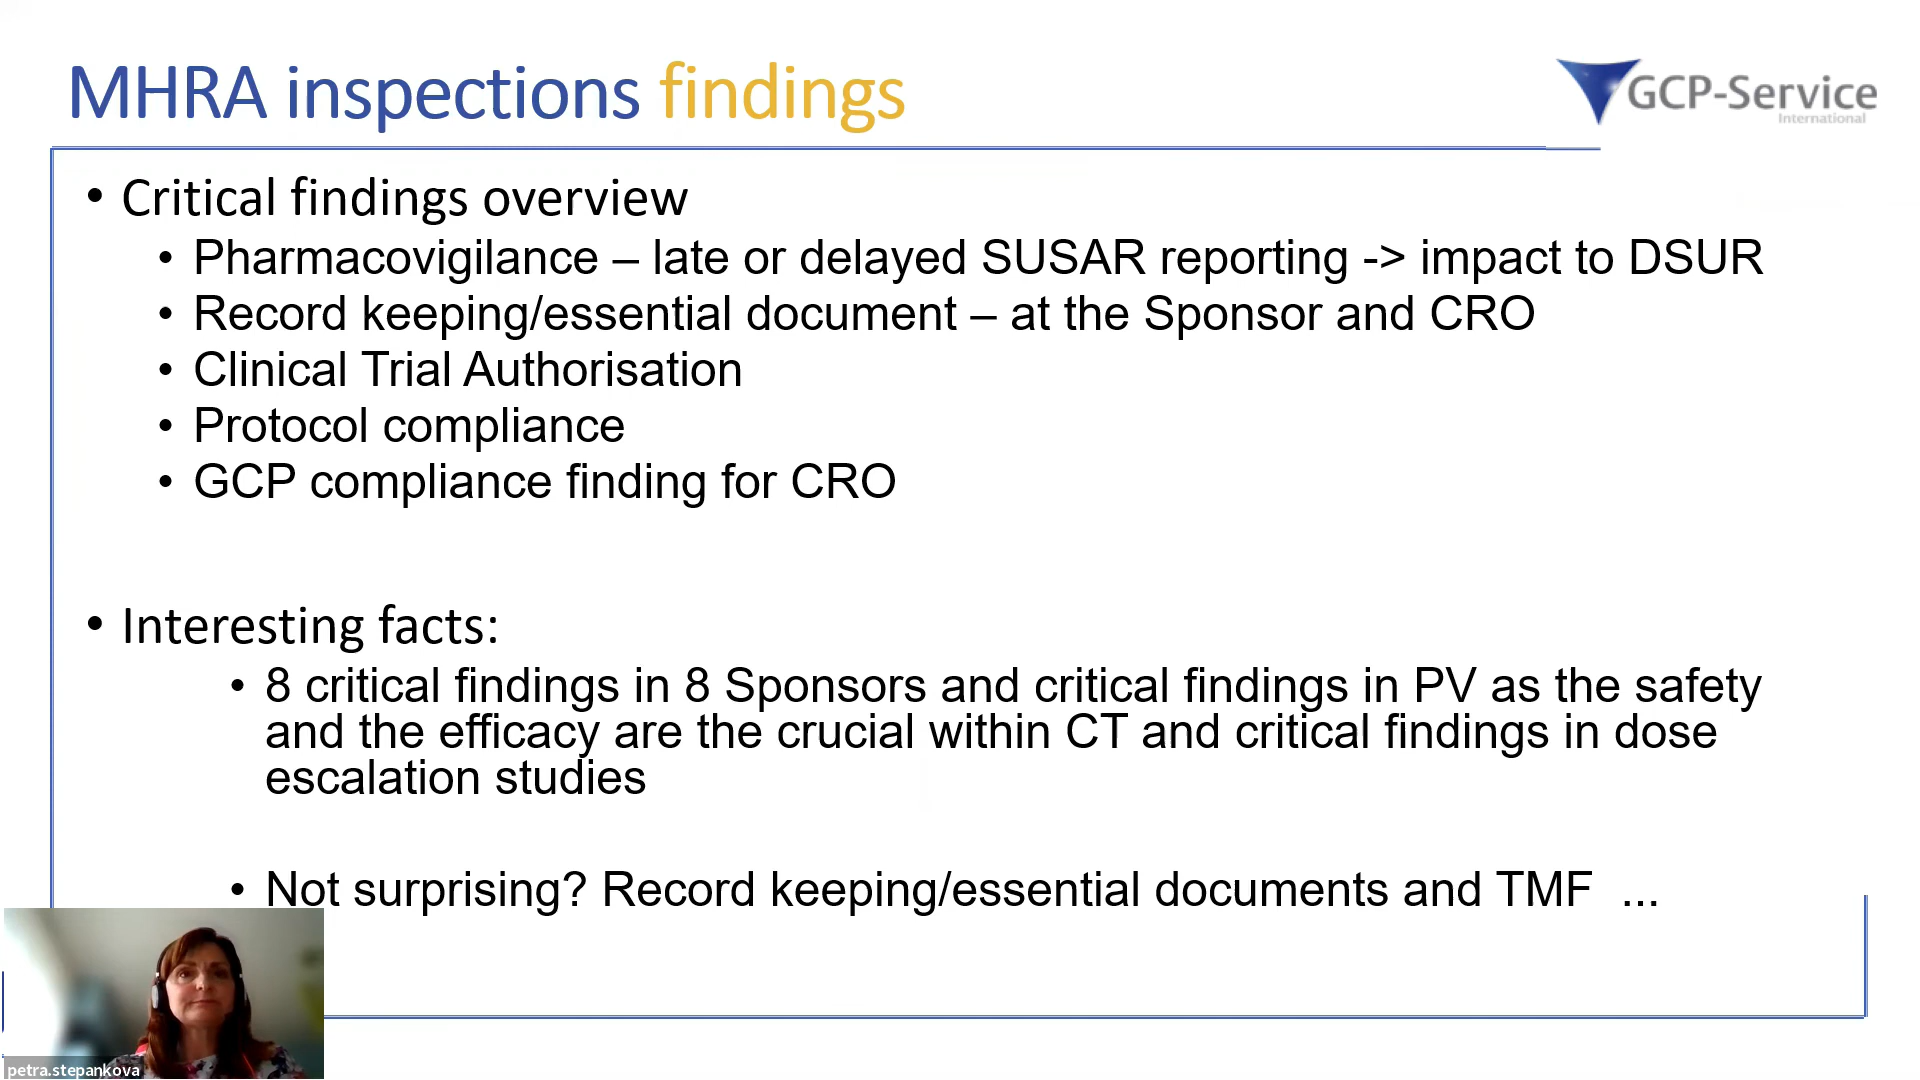 MHRA inspections findings
GCP-Service
International
• Critical findings overview
• Pharmacovigilance – late or delayed SUSAR reporting -> impact to DSUR
• Record keeping/essential document – at the Sponsor and CRO
• Clinical Trial Authorisation
• Protocol compliance
• GCP compliance finding for CRO
• Interesting facts:
• 8 critical findings in 8 Sponsors and critical findings in PV as the safety
and the efficacy are the crucial within CT and critical findings in dose
escalation studies
• Not surprising? Record keeping/essential documents and TMF ...
petra.stepankova